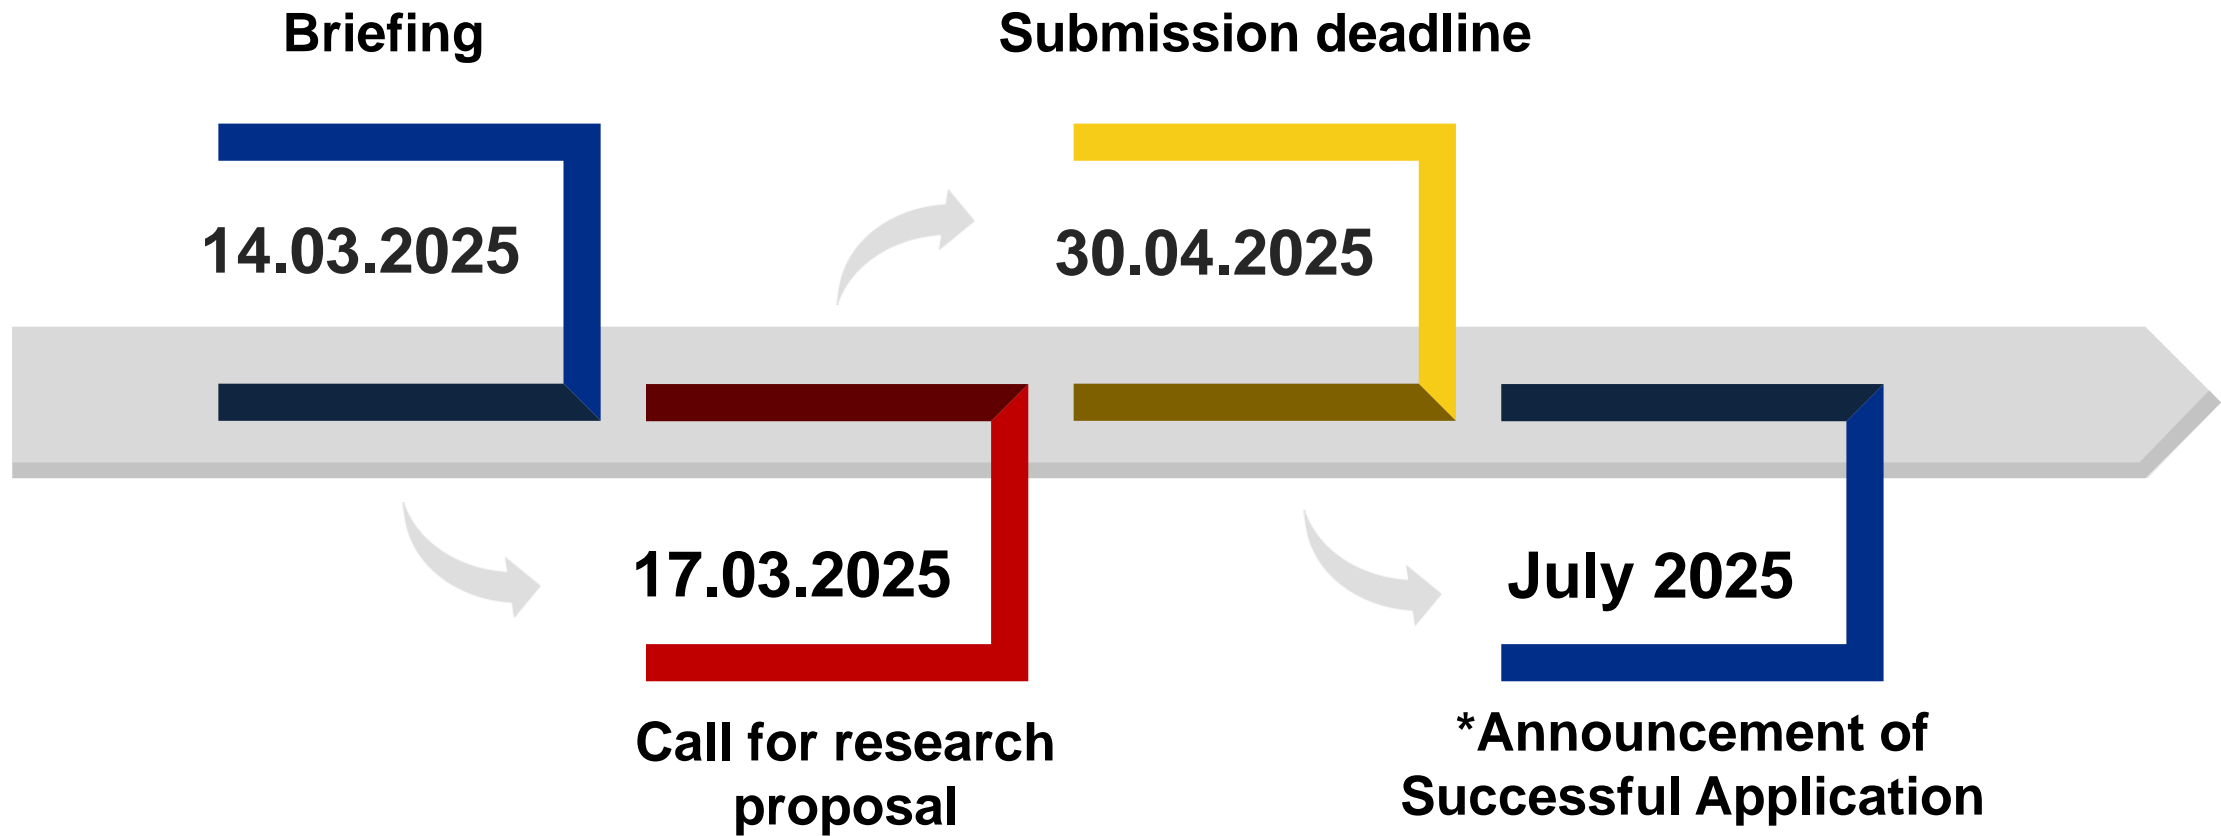 Briefing
14.03.2025
17.03.2025
Call for research
proposal
Submission deadline
30.04.2025
July 2025
*Announcement of
Successful Application